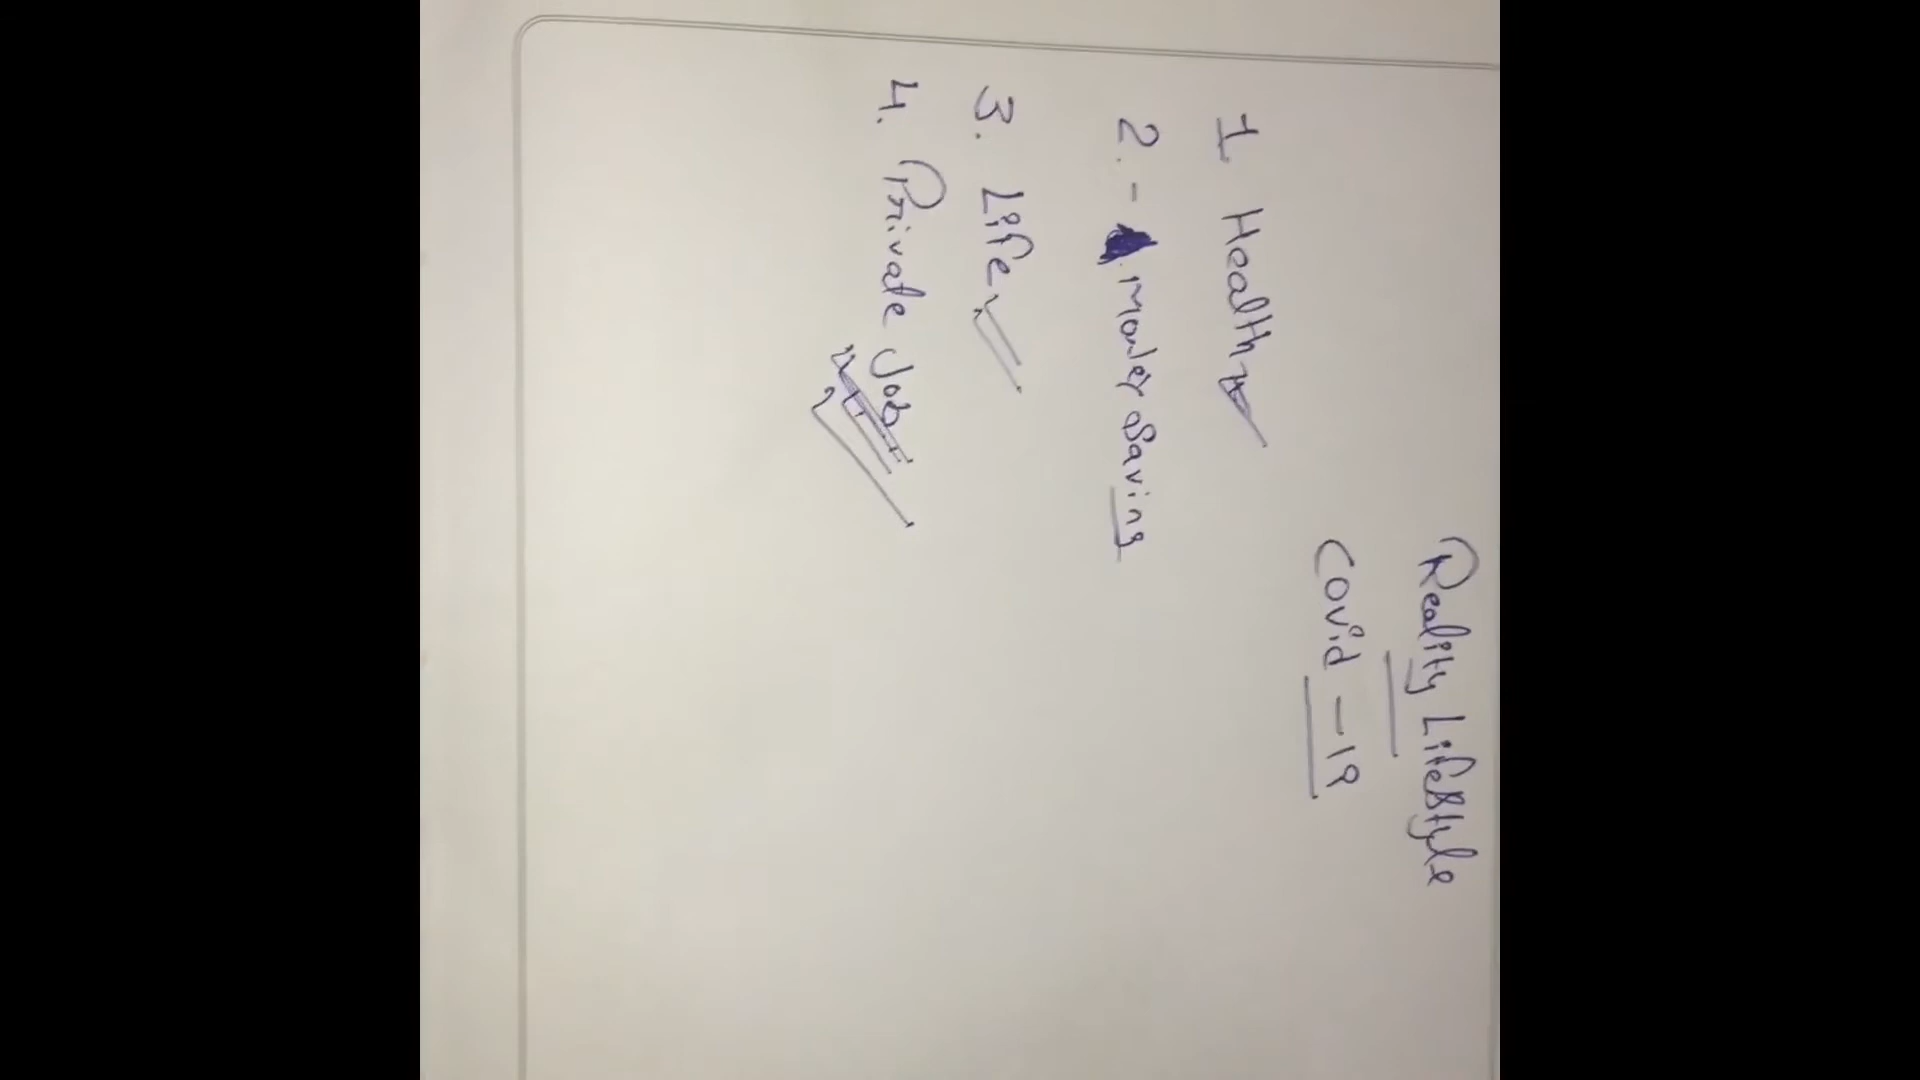 Reality LifeStyle
Covid - 19
1 Health
2. - Money Saving
3. Life
4. Private Job